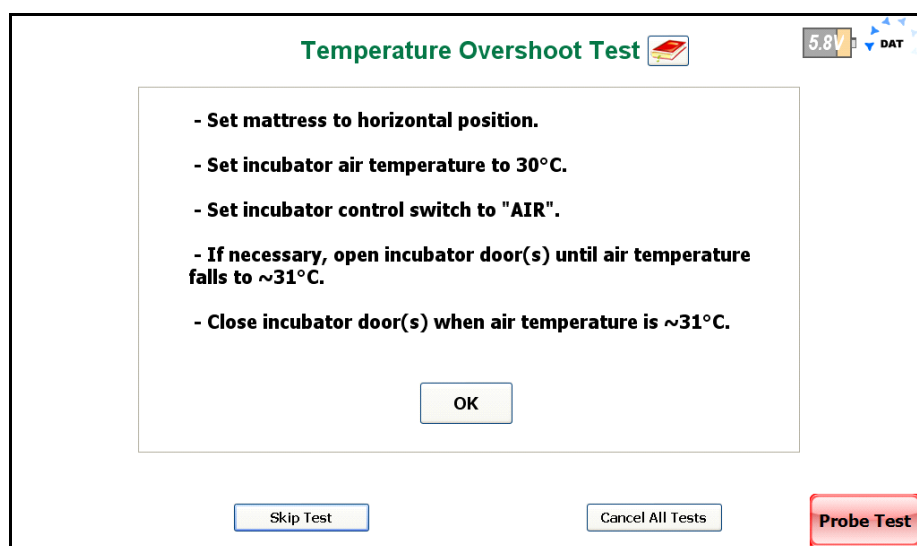 Temperature Overshoot Test
5.8V
DAT
- Set mattress to horizontal position.
- Set incubator air temperature to 30°C.
- Set incubator control switch to "AIR".
- If necessary, open incubator door(s) until air temperature
falls to ~31°C.
- Close incubator door(s) when air temperature is ~31°C.
OK
Skip Test
Cancel All Tests
Probe Test